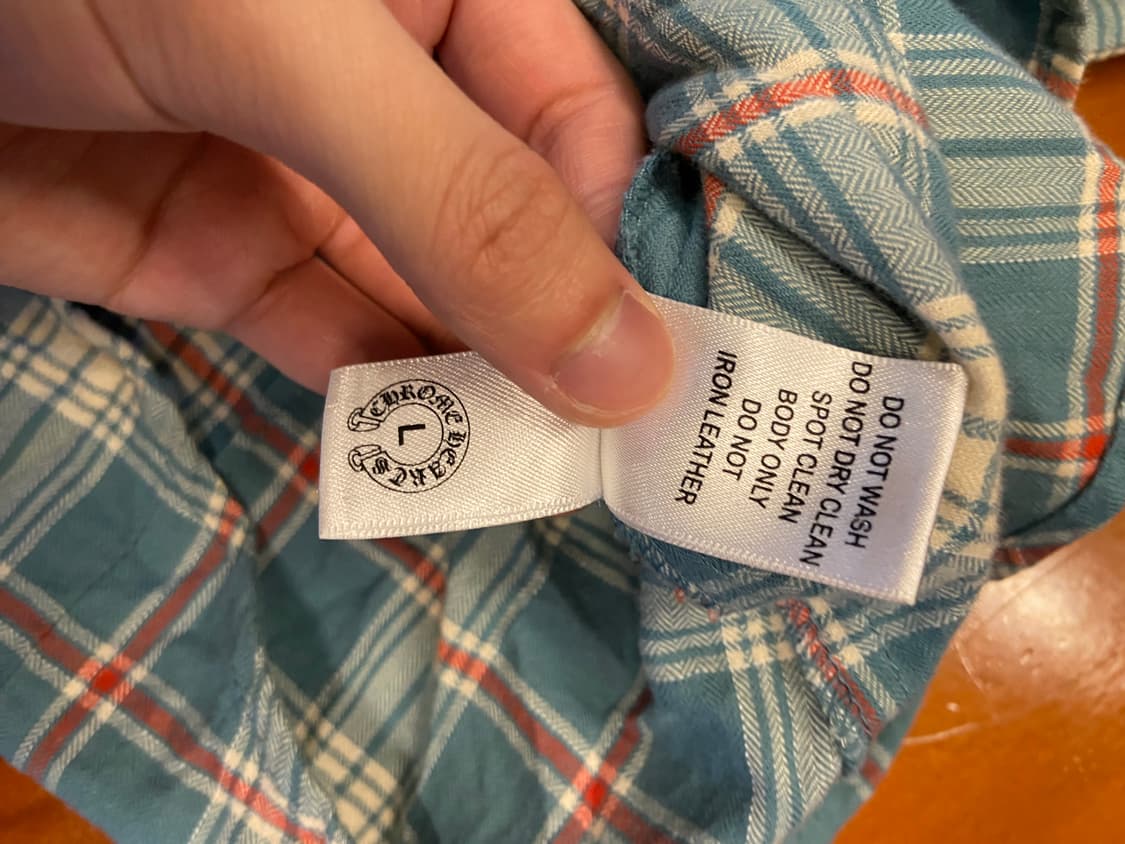 CHROME HEARTS
L
DO NOT WASH
DO NOT DRY CLEAN
SPOT CLEAN
BODY ONLY
DO NOT
IRON LEATHER